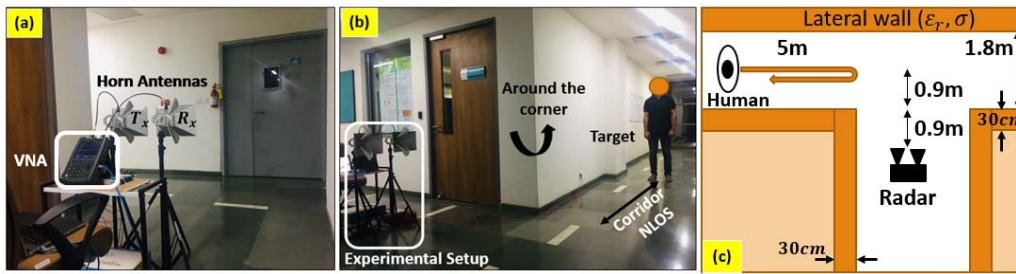 (a)
Horn Antennas
Tx Rx
VNA
(b)
Around the
corner
Target
Corridor
NLOS
Experimental Setup
Lateral wall (εr, σ)
5m
1.8m
Human
0.9m
0.9m
30cm
Radar
30cm
(c)